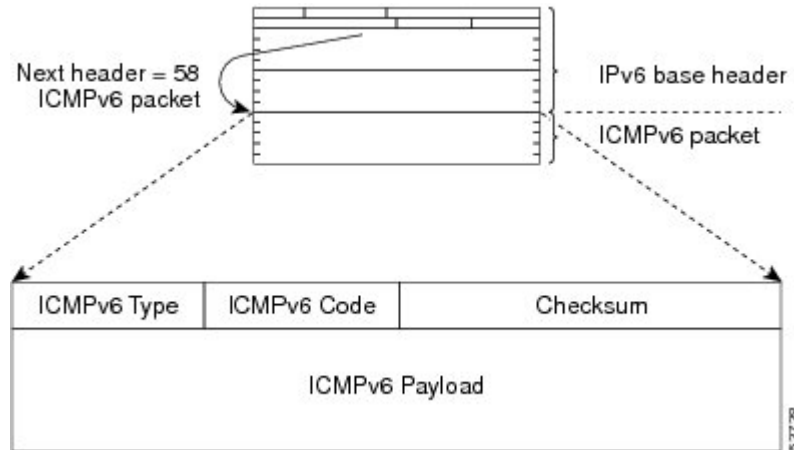 Next header = 58
ICMPv6 packet
IPv6 base header
ICMPv6 packet
ICMPv6 Type
ICMPv6 Code
Checksum
ICMPv6 Payload